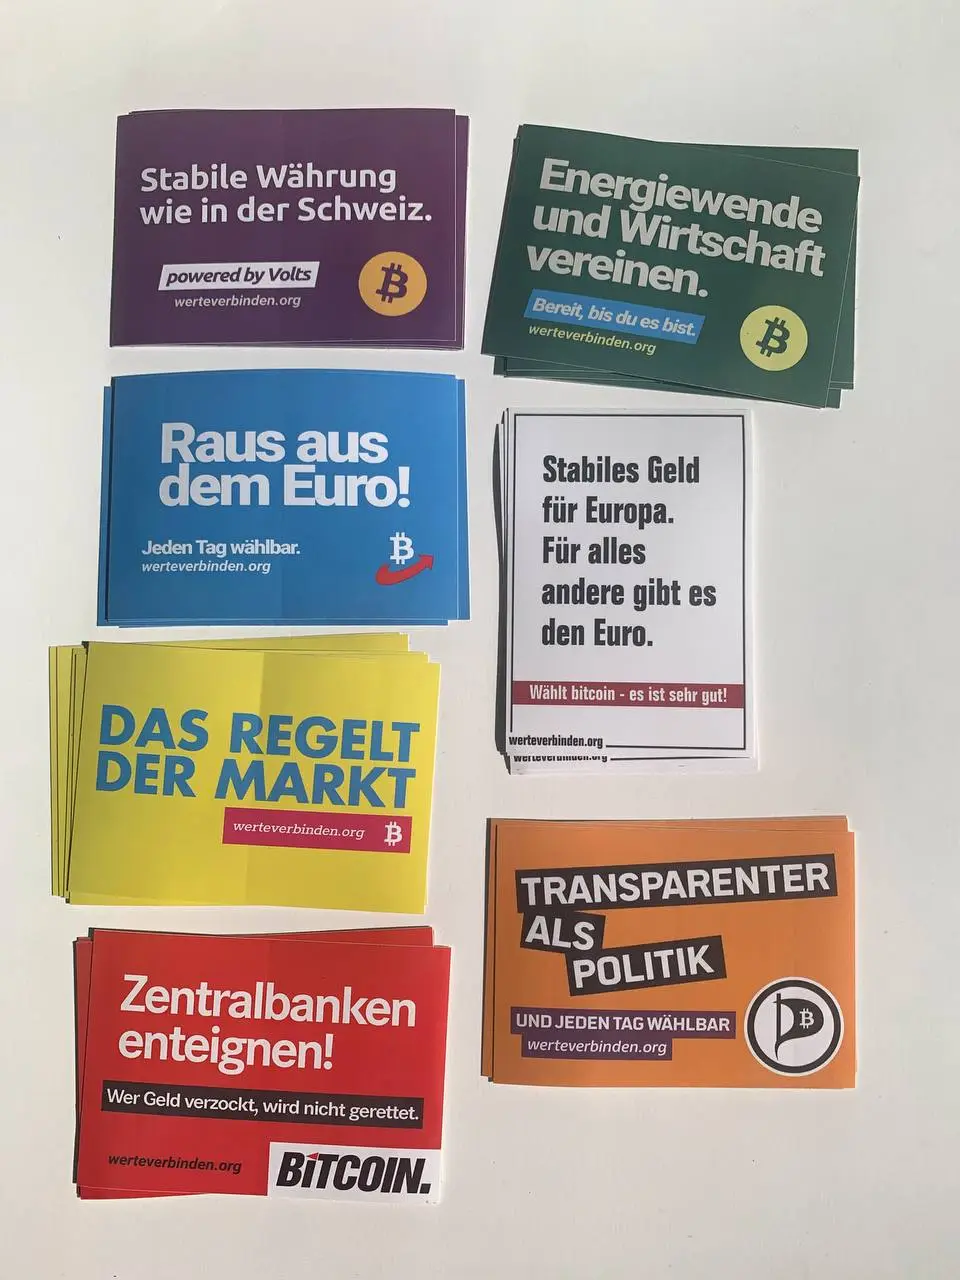 Stabile Währung
wie in der Schweiz.
powered by Volts
werteverbinden.org
Energiewende
und Wirtschaft
vereinen.
Bereit, bis du es bist.
werteverbinden.org
Raus aus
dem Euro!
Jeden Tag wählbar.
werteverbinden.org
Stabiles Geld
für Europa.
Für alles
andere gibt es
den Euro.
Wählt bitcoin - es ist sehr gut!
werteverbinden.org
werteverbinden.org
DAS REGELT
DER MARKT
werteverbinden.org
TRANSPARENTER
ALS
POLITIK
UND JEDEN TAG WÄHLBAR
werteverbinden.org
Zentralbanken
enteignen!
Wer Geld verzockt, wird nicht gerettet.
werteverbinden.org
BiTCOIN.